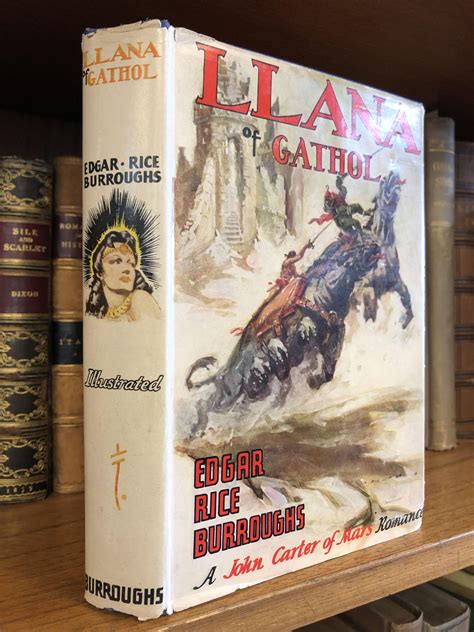 LLANA
of
GATHOL
EDGAR · RICE
BURROUGHS
Illustrated
BURROUGHS
LLANA
of
GATHOL
EDGAR
RICE
BURROUGHS
A John Carter of Mars Romance
SILK
AND
SCARLET
DIXON